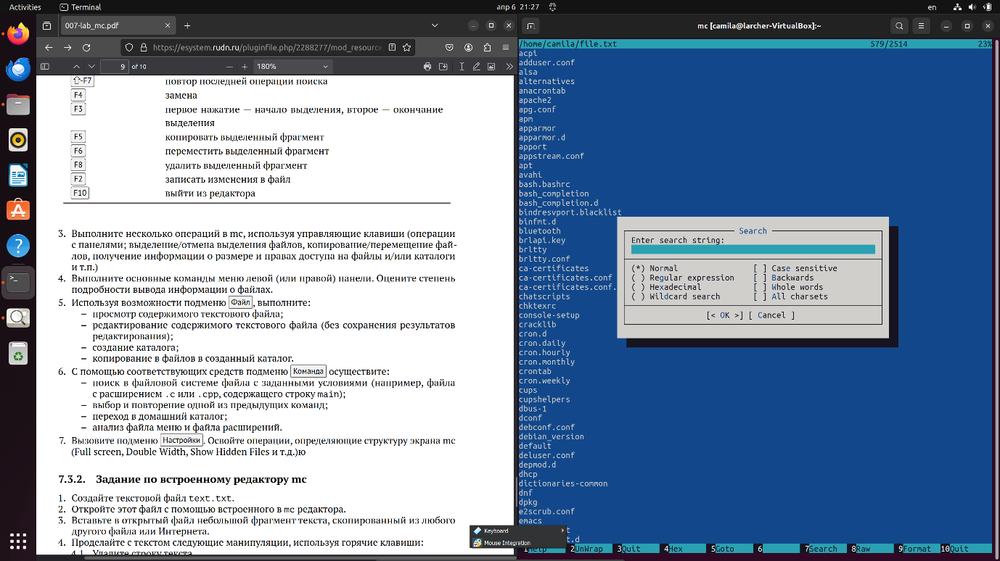 Activities
Terminal
апр 6 21:27
en
007-lab_mc.pdf
https://esystem.rudn.ru/pluginfile.php/2288277/mod_resource
9 of 10
180%
⇧-F7 повтор последней операции поиска
F4 замена
F3 первое нажатие — начало выделения, второе — окончание
выделения
F5 копировать выделенный фрагмент
F6 переместить выделенный фрагмент
F8 удалить выделенный фрагмент
F2 записать изменения в файл
F10 выйти из редактора
3. Выполните несколько операций в mc, используя управляющие клавиши (операции
с панелями; выделение/отмена выделения файлов, копирование/перемещение фай-
лов, получение информации о размере и правах доступа на файлы и/или каталоги
и т.п.)
4. Выполните основные команды меню левой (или правой) панели. Оцените степень
подробности вывода информации о файлах.
5. Используя возможности подменю Файл, выполните:
– просмотр содержимого текстового файла;
– редактирование содержимого текстового файла (без сохранения результатов
редактирования);
– создание каталога;
– копирование в файлов в созданный каталог.
6. С помощью соответствующих средств подменю Команда осуществите:
– поиск в файловой системе файла с заданными условиями (например, файла
с расширением .c или .cpp, содержащего строку main);
– выбор и повторение одной из предыдущих команд;
– переход в домашний каталог;
– анализ файла меню и файла расширений.
7. Вызовите подменю Настройки. Освойте операции, определяющие структуру экрана mc
(Full screen, Double Width, Show Hidden Files и т.д.)ю
7.3.2. Задание по встроенному редактору mc
1. Создайте текстовой файл text.txt.
2. Откройте этот файл с помощью встроенного в mc редактора.
3. Вставьте в открытый файл небольшой фрагмент текста, скопированный из любого
другого файла или Интернета.
4. Проделайте с текстом следующие манипуляции, используя горячие клавиши:
4.1. Удалите строку текста.
Keyboard
Mouse Integration
mc [camila@larcher-VirtualBox]:~
/home/camila/file.txt 579/2514 23%
acpi
adduser.conf
alsa
alternatives
anacrontab
apache2
apg.conf
apm
apparmor
apparmor.d
apport
appstream.conf
apt
avahi
bash.bashrc
bash_completion
bash_completion.d
bindresvport.blacklist
binfmt.d
bluetooth
brlapi.key
brltty
brltty.conf
ca-certificates
ca-certificates.conf
ca-certificates.conf.
chatscripts
chktexrc
console-setup
cracklib
cron.d
cron.daily
cron.hourly
cron.monthly
crontab
cron.weekly
cups
cupshelpers
dbus-1
dconf
debconf.conf
debian_version
default
deluser.conf
depmod.d
dhcp
dictionaries-common
dnf
dpkg
e2scrub.conf
emacs
t
t.d
Search
Enter search string:
(*) Normal [ ] Case sensitive
( ) Regular expression [ ] Backwards
( ) Hexadecimal [ ] Whole words
( ) Wildcard search [ ] All charsets
[< OK >] [ Cancel ]
1Help 2UnWrap 3Quit 4Hex 5Goto 6 7Search 8Raw 9Format 10Quit